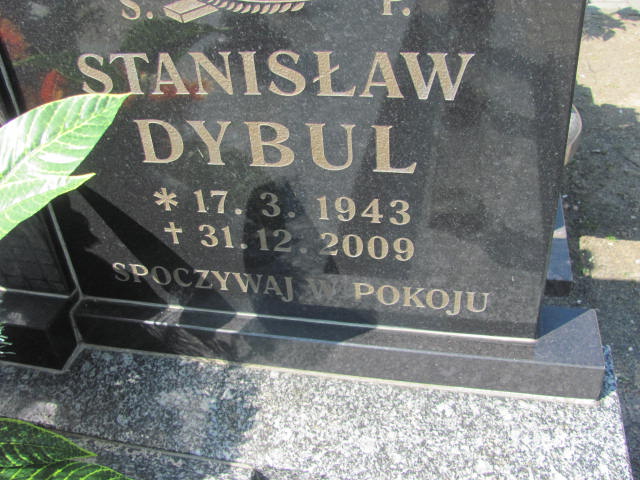 S. P.
STANISŁAW
DYBUL
* 17. 3. 1943
† 31. 12. 2009
SPOCZYWAJ W POKOJU